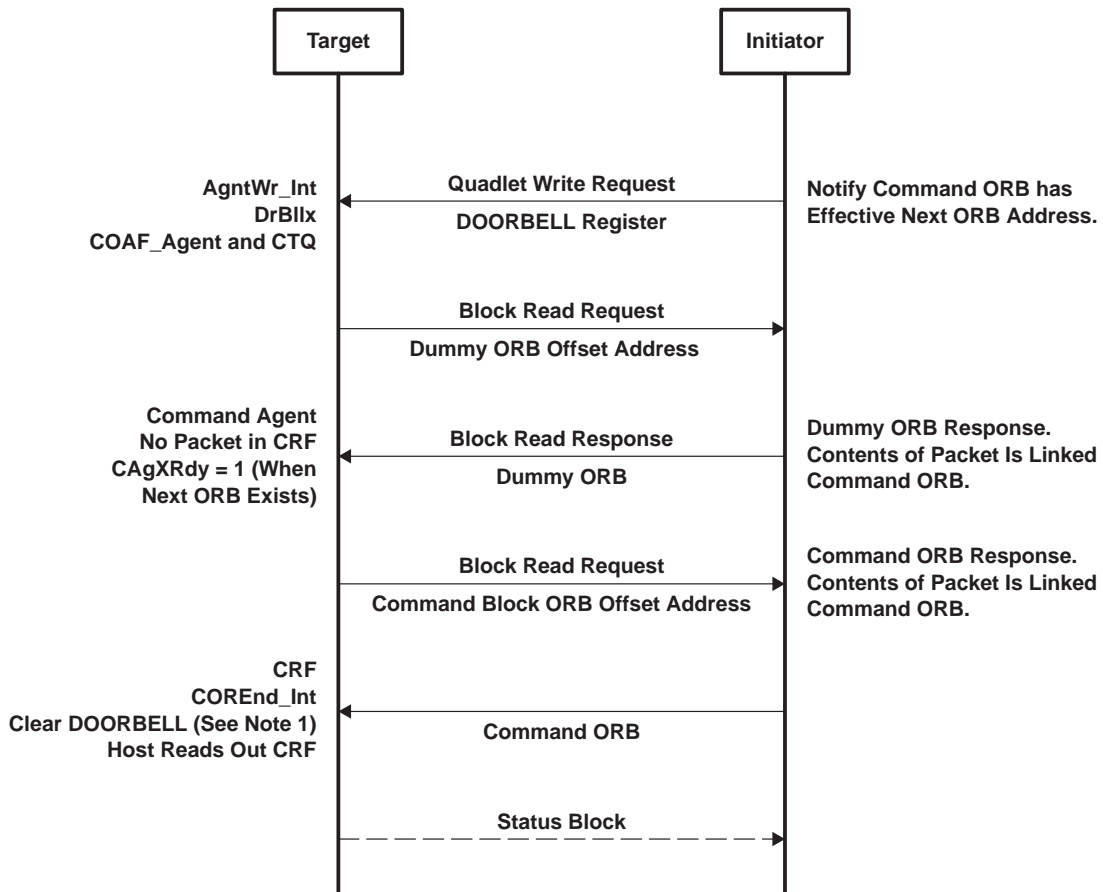 Target
Initiator
AgntWr_Int
DrBllx
COAF_Agent and CTQ
Quadlet Write Request
DOORBELL Register
Notify Command ORB has
Effective Next ORB Address.
Block Read Request
Dummy ORB Offset Address
Command Agent
No Packet in CRF
CAgXRdy = 1 (When
Next ORB Exists)
Block Read Response
Dummy ORB
Dummy ORB Response.
Contents of Packet Is Linked
Command ORB.
Block Read Request
Command Block ORB Offset Address
Command ORB Response.
Contents of Packet Is Linked
Command ORB.
CRF
COREnd_Int
Clear DOORBELL (See Note 1)
Host Reads Out CRF
Command ORB
Status Block